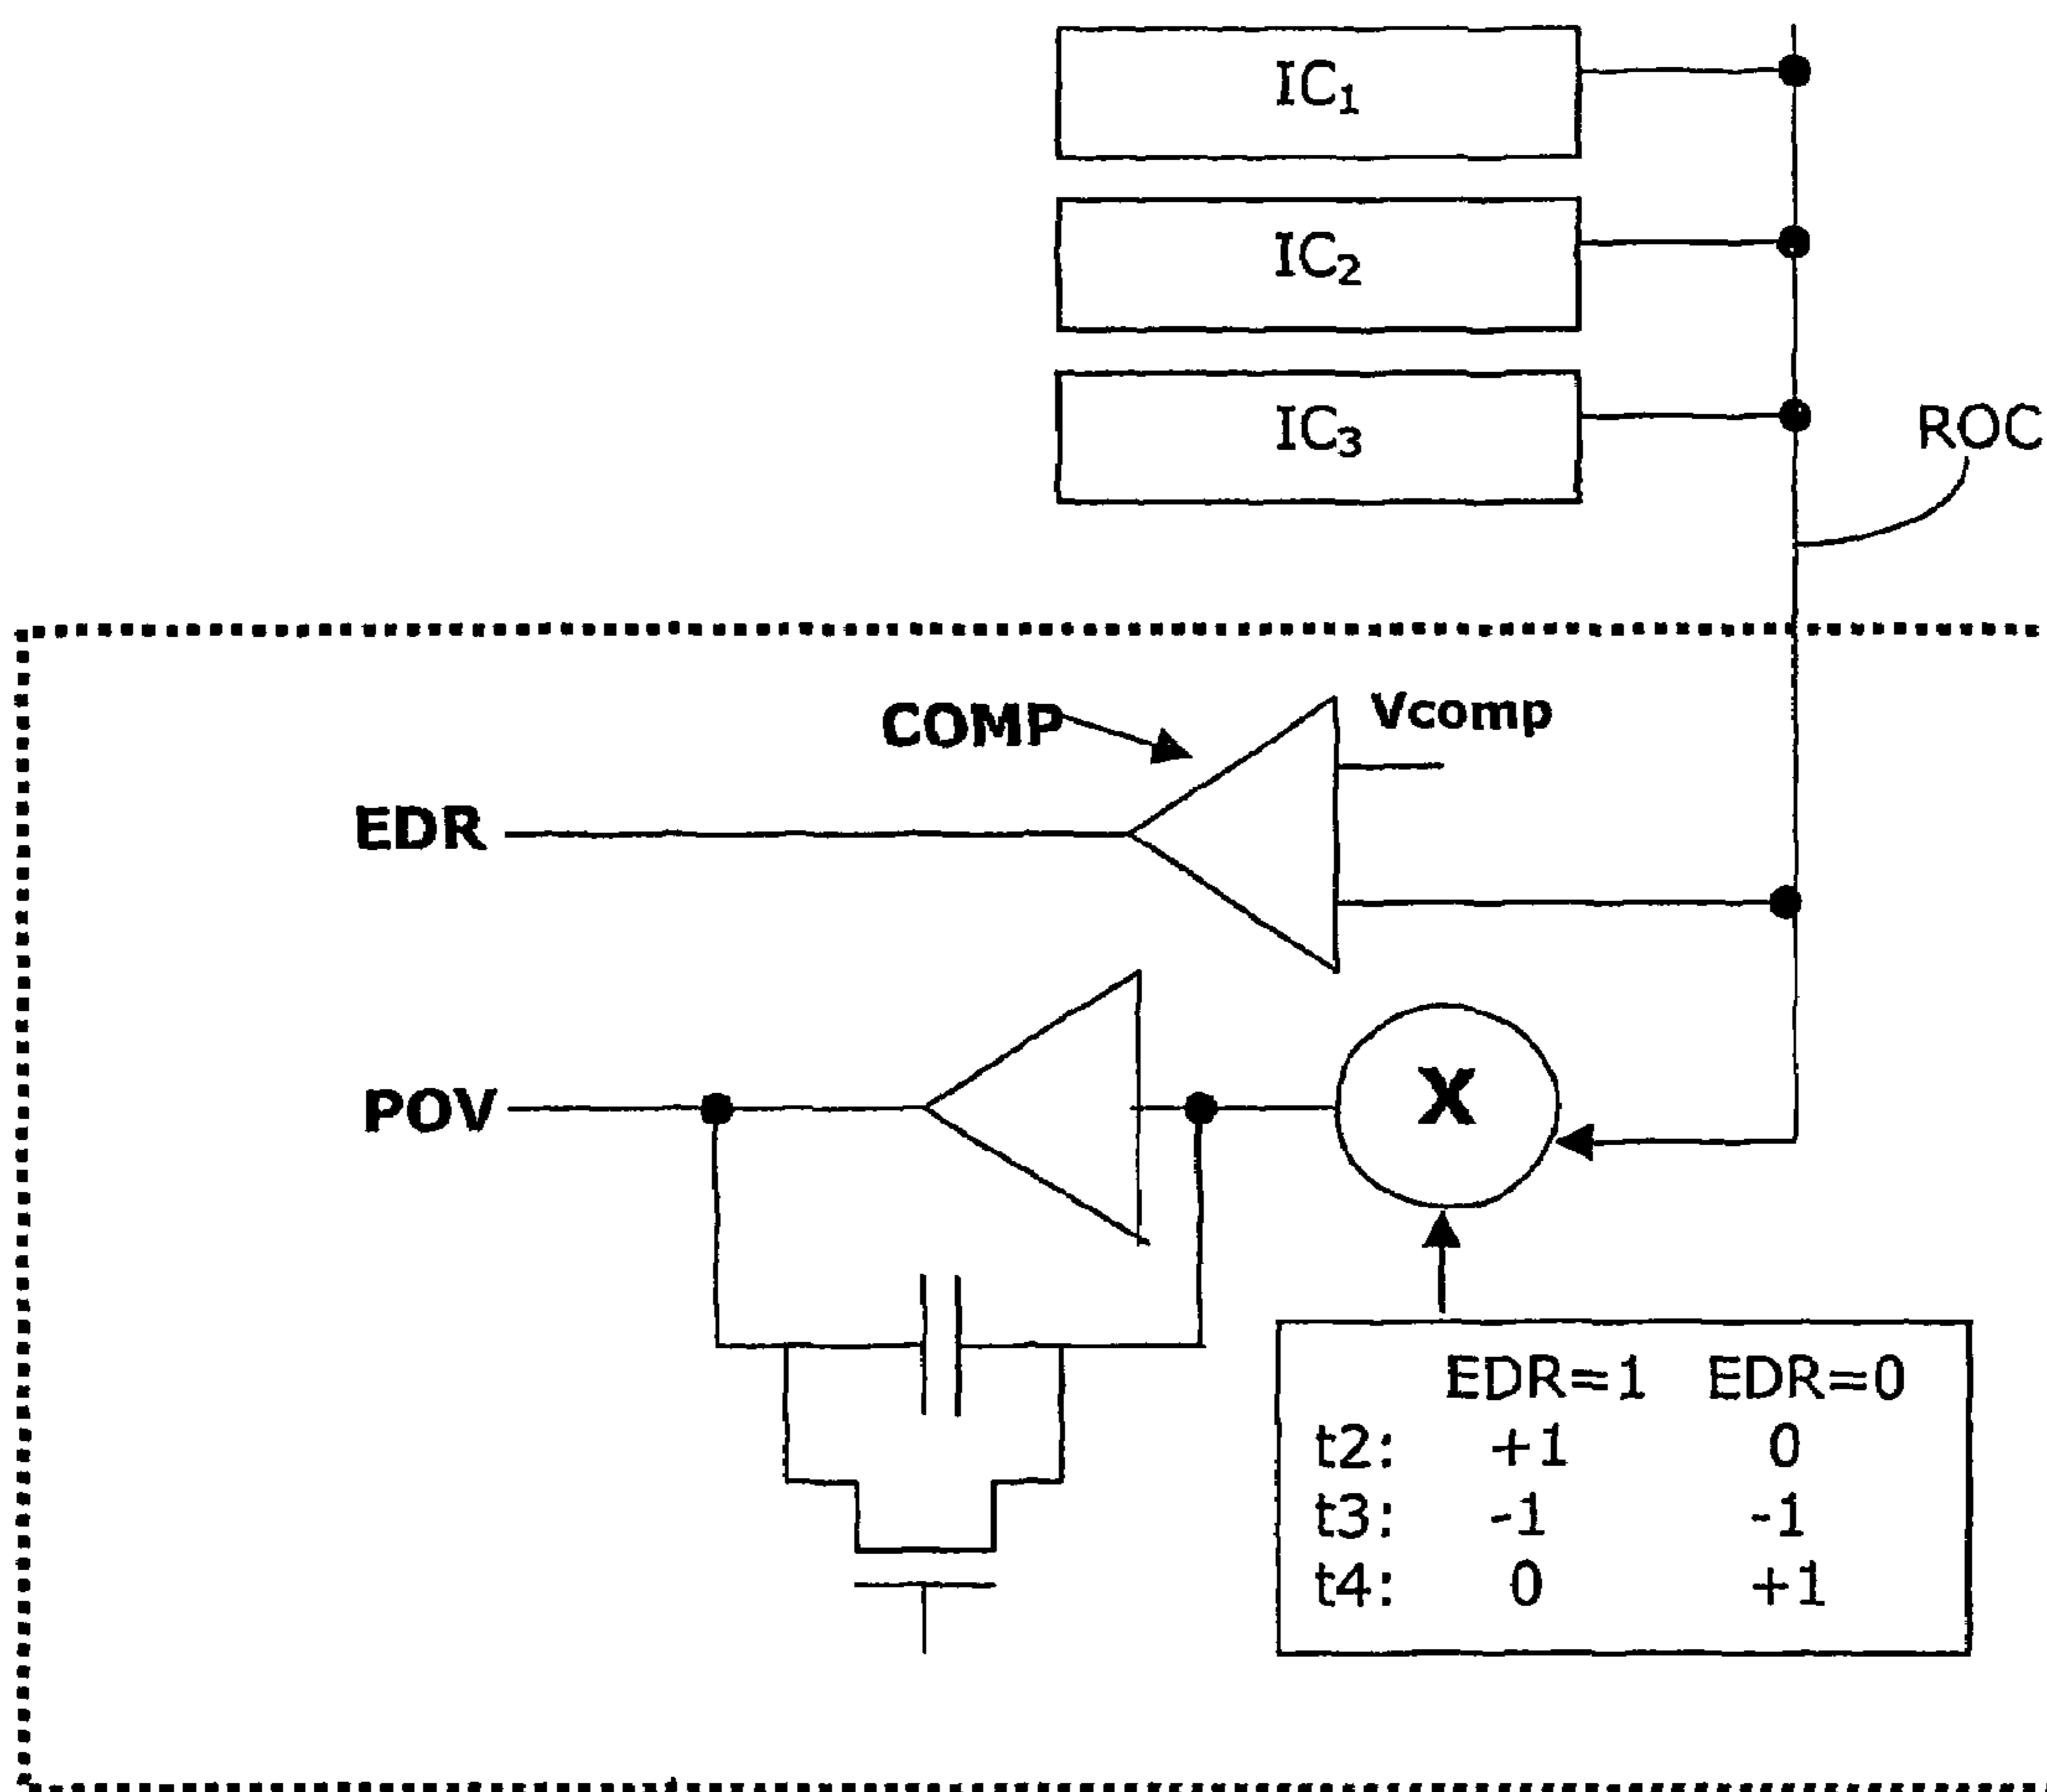 IC₁
IC₂
IC₃
ROC
COMP
Vcomp
EDR
POV
X
EDR=1 EDR=0
t2: +1 0
t3: -1 -1
t4: 0 +1